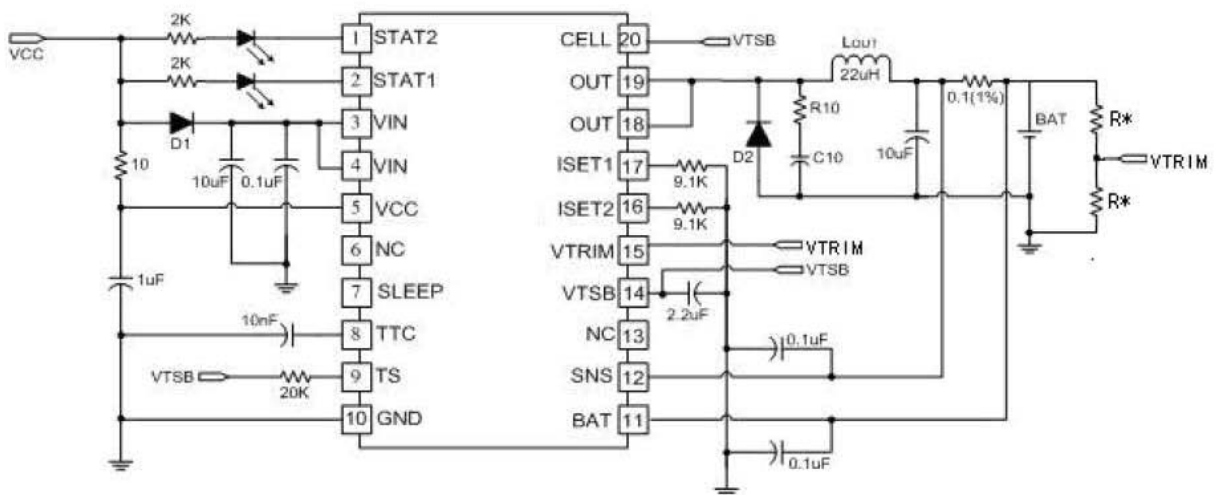 VCC
2K
2K
D1
10
10uF
0.1uF
1uF
10nF
VTSB
20K
1 STAT2
2 STAT1
3 VIN
4 VIN
5 VCC
6 NC
7 SLEEP
8 TTC
9 TS
10 GND
CELL 20
OUT 19
OUT 18
ISET1 17
ISET2 16
VTRIM 15
VTSB 14
NC 13
SNS 12
BAT 11
VTSB
LOUT
22uH
0.1(1%)
R10
C10
D2
10uF
BAT
R*
VTRIM
R*
9.1K
9.1K
VTRIM
VTSB
2.2uF
0.1uF
0.1uF